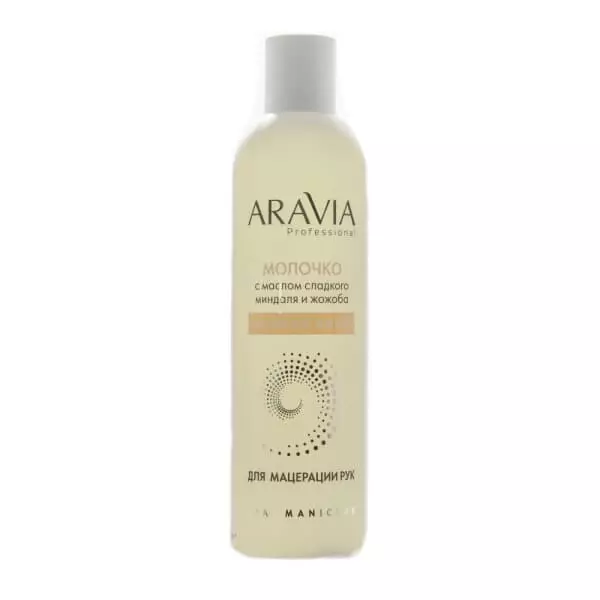 ARAVIA
Professional
МОЛОЧКО
с маслом сладкого
миндаля и жожоба
ДЛЯ МАЦЕРАЦИИ РУК